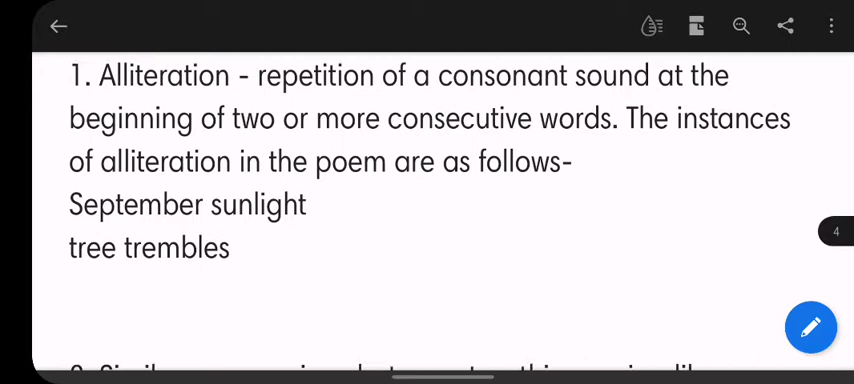 1. Alliteration - repetition of a consonant sound at the
beginning of two or more consecutive words. The instances
of alliteration in the poem are as follows-
September sunlight
tree trembles
4